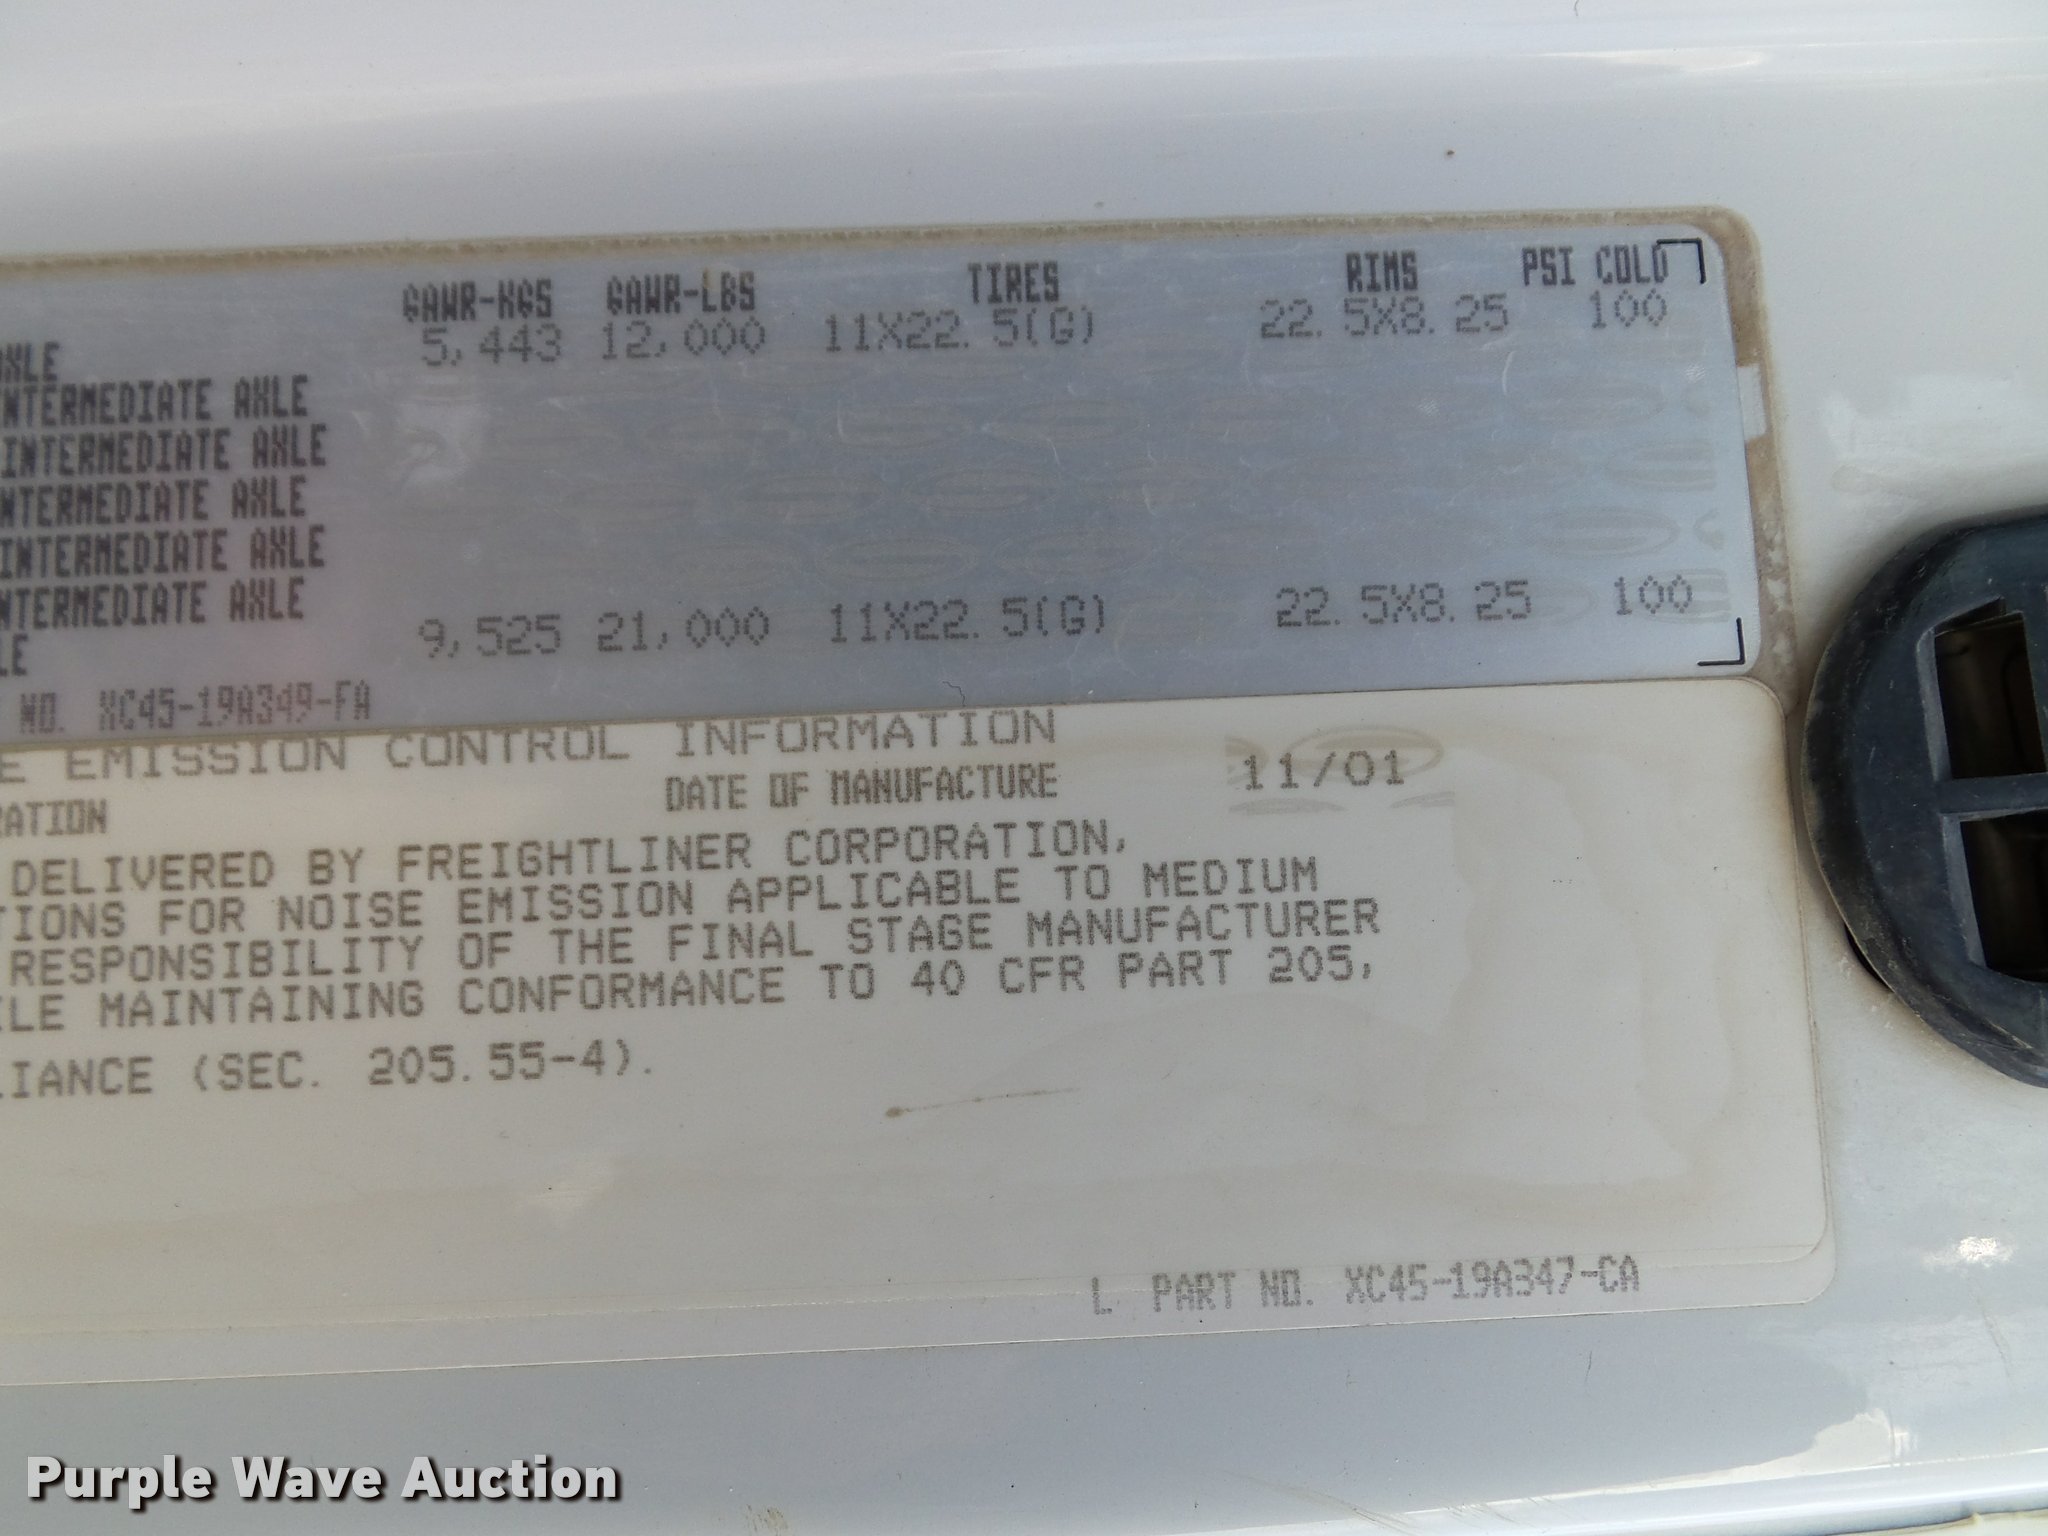 GAWR-KGS GAWR-LBS TIRES RIMS PSI COLD
AXLE 5,443 12,000 11X22.5(G) 22.5X8.25 100
INTERMEDIATE AXLE
INTERMEDIATE AXLE
INTERMEDIATE AXLE
INTERMEDIATE AXLE
INTERMEDIATE AXLE
LE 9,525 21,000 11X22.5(G) 22.5X8.25 100
NO. XC45-19A349-FA
E EMISSION CONTROL INFORMATION
RATION DATE OF MANUFACTURE 11/01
DELIVERED BY FREIGHTLINER CORPORATION,
TIONS FOR NOISE EMISSION APPLICABLE TO MEDIUM
RESPONSIBILITY OF THE FINAL STAGE MANUFACTURER
ILE MAINTAINING CONFORMANCE TO 40 CFR PART 205,
LIANCE (SEC. 205.55-4).
L PART NO. XC45-19A347-CA
Purple Wave Auction